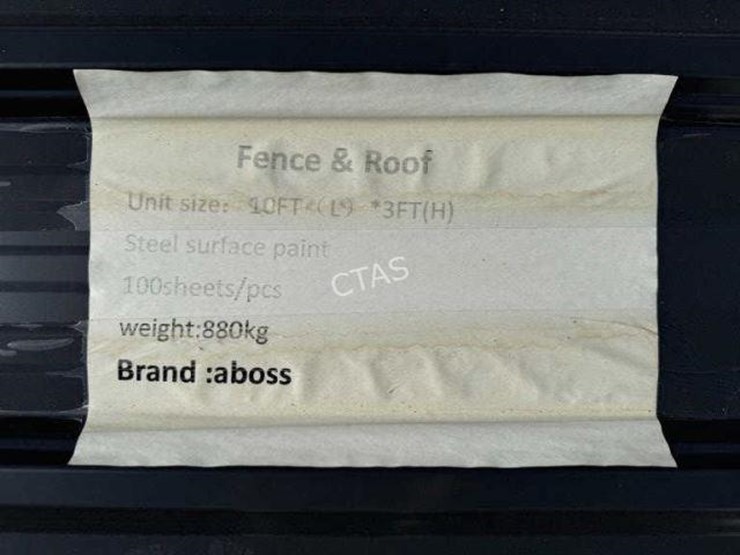 Fence & Roof
Unit size: 10FT (L) *3FT(H)
Steel surface paint
100sheets/pcs
CTAS
weight:880kg
Brand :aboss